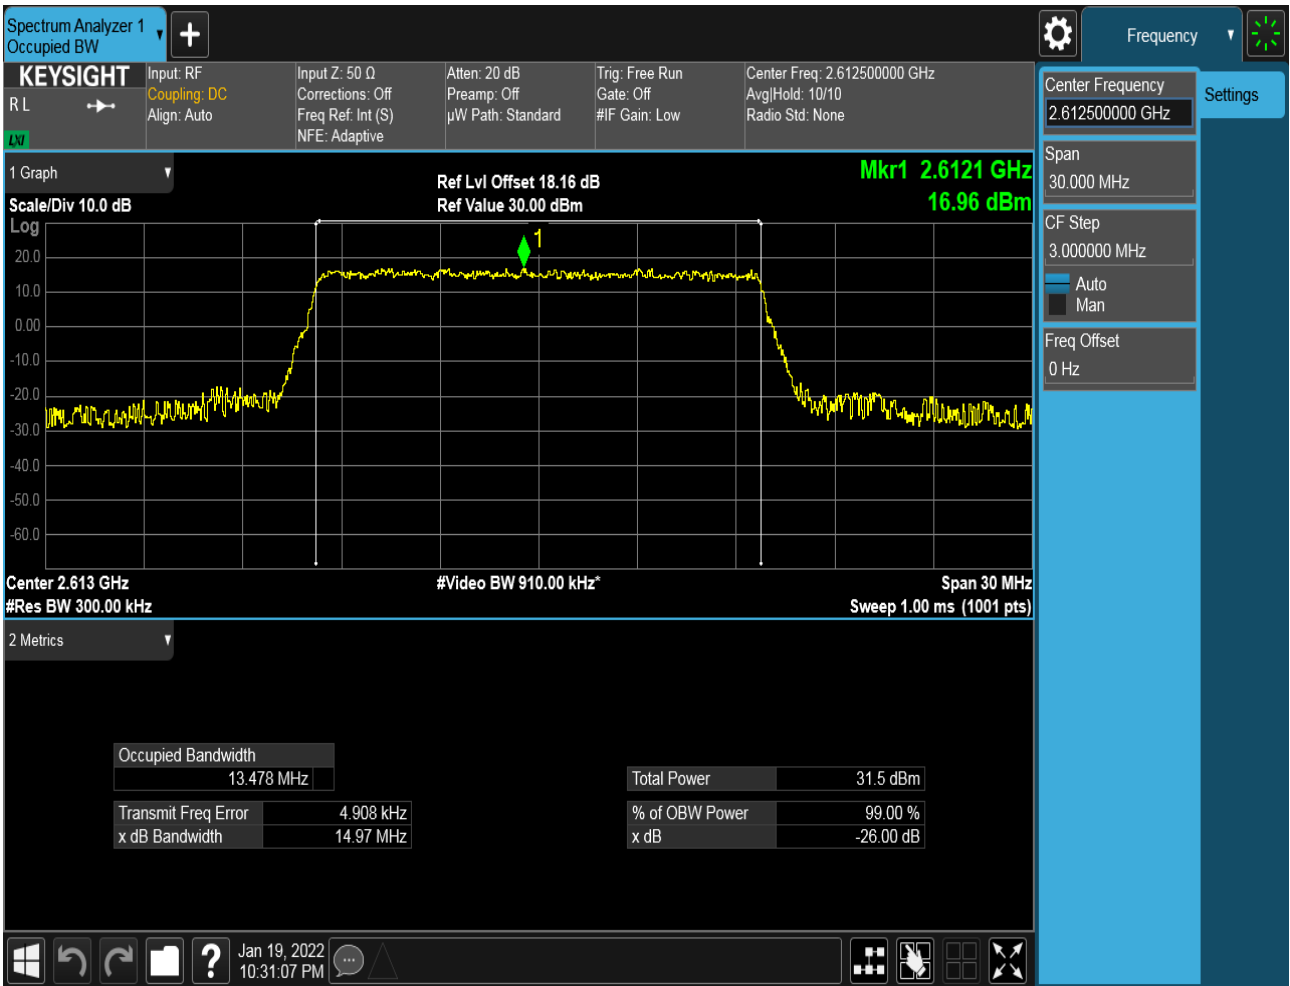 Spectrum Analyzer 1
Occupied BW
Frequency
KEYSIGHT
R L
LXI
Input: RF
Coupling: DC
Align: Auto
Input Z: 50 Ω
Corrections: Off
Freq Ref: Int (S)
NFE: Adaptive
Atten: 20 dB
Preamp: Off
µW Path: Standard
Trig: Free Run
Gate: Off
#IF Gain: Low
Center Freq: 2.612500000 GHz
Avg|Hold: 10/10
Radio Std: None
Center Frequency
2.612500000 GHz
Settings
Span
30.000 MHz
CF Step
3.000000 MHz
Auto
Man
Freq Offset
0 Hz
1 Graph
Scale/Div 10.0 dB
Ref Lvl Offset 18.16 dB
Ref Value 30.00 dBm
Mkr1 2.6121 GHz
16.96 dBm
Log
1
20.0
10.0
0.00
-10.0
-20.0
-30.0
-40.0
-50.0
-60.0
Center 2.613 GHz
#Video BW 910.00 kHz*
Span 30 MHz
#Res BW 300.00 kHz
Sweep 1.00 ms (1001 pts)
2 Metrics
Occupied Bandwidth
13.478 MHz
Total Power 31.5 dBm
Transmit Freq Error 4.908 kHz
% of OBW Power 99.00 %
x dB Bandwidth 14.97 MHz
x dB -26.00 dB
?
Jan 19, 2022
10:31:07 PM